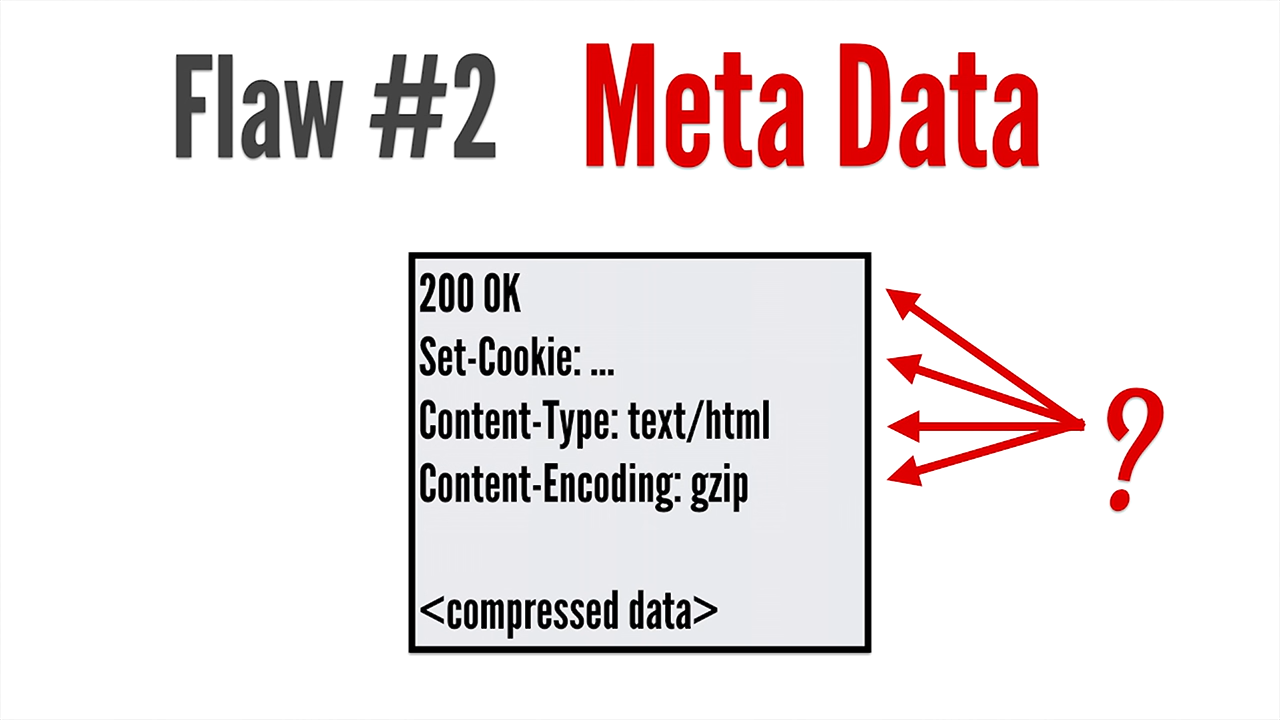 Flaw #2 Meta Data
200 OK
Set-Cookie: ...
Content-Type: text/html
Content-Encoding: gzip
<compressed data>
?